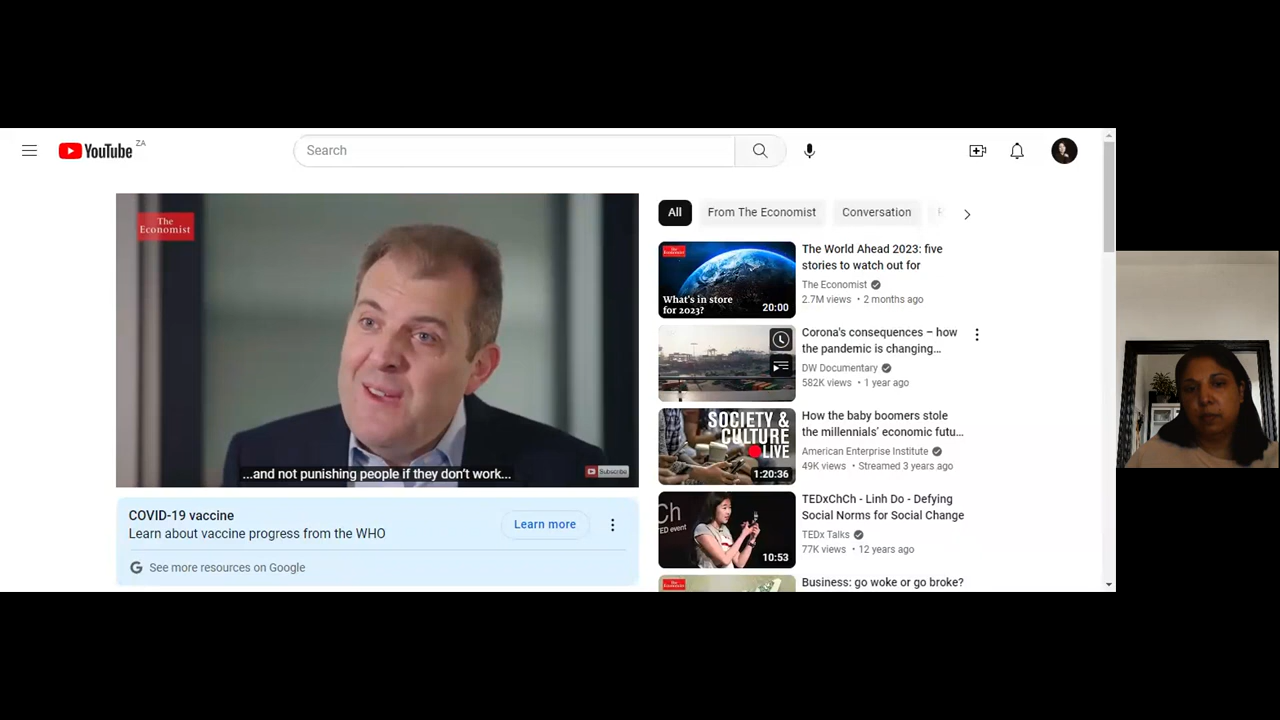 YouTube ZA
Search
The
Economist
...and not punishing people if they don't work...
Subscribe
COVID-19 vaccine
Learn about vaccine progress from the WHO
Learn more
See more resources on Google
All
From The Economist
Conversation
What's in store
for 2023?
20:00
The World Ahead 2023: five
stories to watch out for
The Economist
2.7M views • 2 months ago
Corona's consequences – how
the pandemic is changing...
DW Documentary
582K views • 1 year ago
SOCIETY &
CULTURE
LIVE
1:20:36
How the baby boomers stole
the millennials' economic futu...
American Enterprise Institute
49K views • Streamed 3 years ago
Ch
ED event
10:53
TEDxChCh - Linh Do - Defying
Social Norms for Social Change
TEDx Talks
77K views • 12 years ago
Business: go woke or go broke?